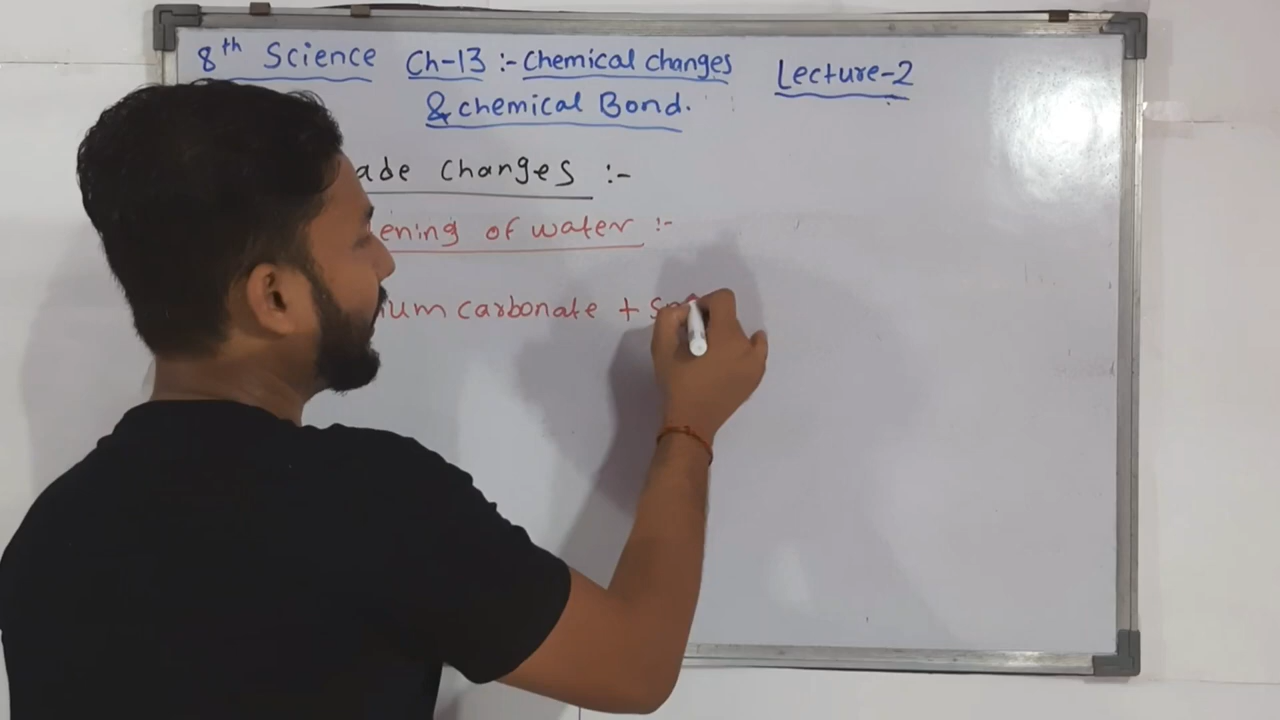 8th Science Ch-13 :- Chemical changes Lecture-2
& chemical Bond.
ade changes :-
ening of water :-
ium carbonate +